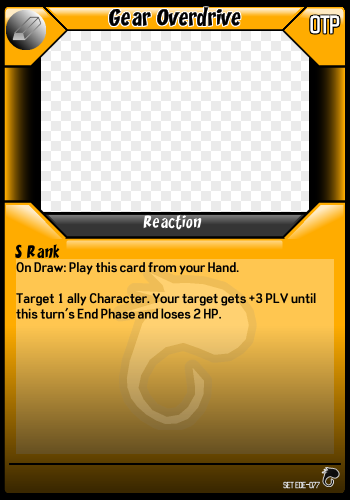 Gear Overdrive
OTP
Reaction
S Rank
On Draw: Play this card from your Hand.
Target 1 ally Character. Your target gets +3 PLV until
this turn's End Phase and loses 2 HP.
SET EOE-077